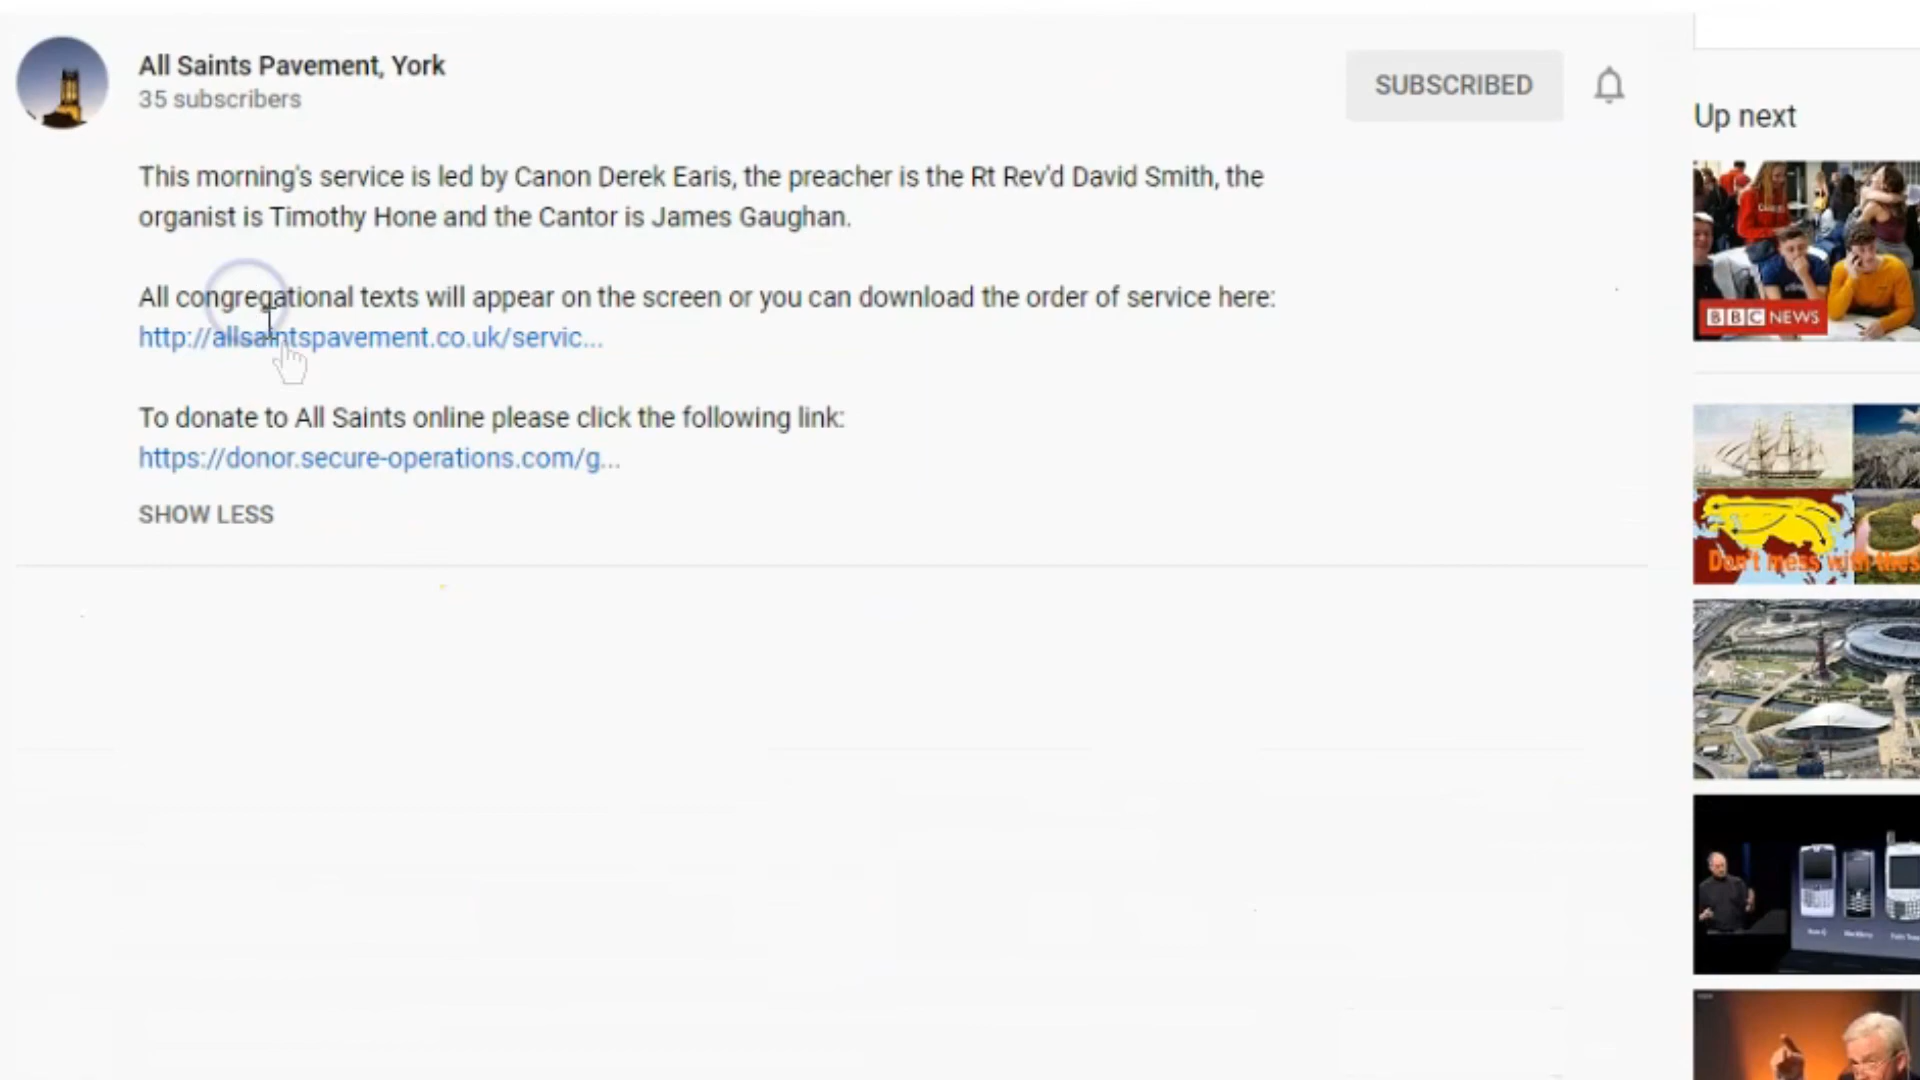 All Saints Pavement, York
35 subscribers
SUBSCRIBED
This morning's service is led by Canon Derek Earis, the preacher is the Rt Rev'd David Smith, the
organist is Timothy Hone and the Cantor is James Gaughan.
All congregational texts will appear on the screen or you can download the order of service here:
http://allsaintspavement.co.uk/servic...
To donate to All Saints online please click the following link:
https://donor.secure-operations.com/g...
SHOW LESS
Up next
BBC NEWS
Don't mess with